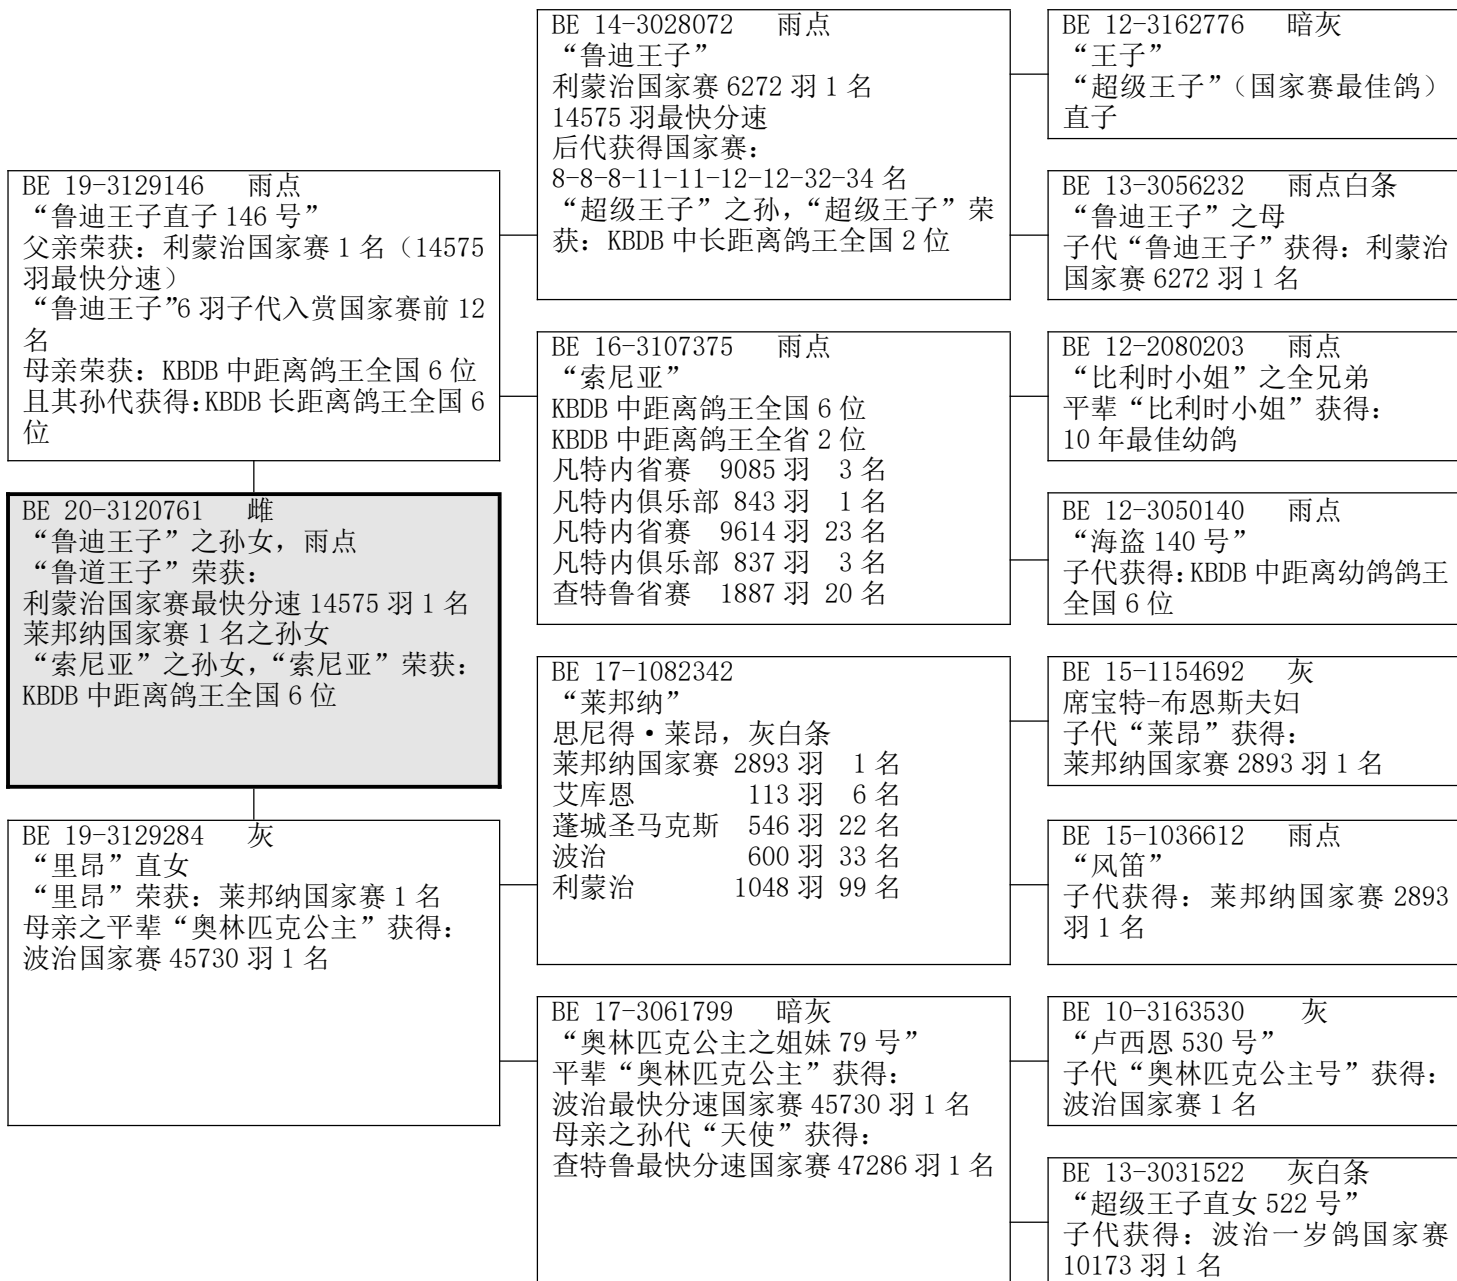 BE 19-3129146 雨点
“鲁迪王子直子 146 号”
父亲荣获：利蒙治国家赛 1 名（14575
羽最快分速）
“鲁迪王子”6 羽子代入赏国家赛前 12
名
母亲荣获：KBDB 中距离鸽王全国 6 位
且其孙代获得：KBDB 长距离鸽王全国 6
位
BE 20-3120761 雌
“鲁迪王子”之孙女，雨点
“鲁道王子”荣获：
利蒙治国家赛最快分速 14575 羽 1 名
莱邦纳国家赛 1 名之孙女
“索尼亚”之孙女，“索尼亚”荣获：
KBDB 中距离鸽王全国 6 位
BE 19-3129284 灰
“里昂”直女
“里昂”荣获：莱邦纳国家赛 1 名
母亲之平辈“奥林匹克公主”获得：
波治国家赛 45730 羽 1 名
BE 14-3028072 雨点
“鲁迪王子”
利蒙治国家赛 6272 羽 1 名
14575 羽最快分速
后代获得国家赛：
8-8-8-11-11-12-12-32-34 名
“超级王子”之孙，“超级王子”荣
获：KBDB 中长距离鸽王全国 2 位
BE 16-3107375 雨点
“索尼亚”
KBDB 中距离鸽王全国 6 位
KBDB 中距离鸽王全省 2 位
凡特内省赛 9085 羽 3 名
凡特内俱乐部 843 羽 1 名
凡特内省赛 9614 羽 23 名
凡特内俱乐部 837 羽 3 名
查特鲁省赛 1887 羽 20 名
BE 17-1082342
“莱邦纳”
思尼得•莱昂，灰白条
莱邦纳国家赛 2893 羽 1 名
艾库恩 113 羽 6 名
蓬城圣马克斯 546 羽 22 名
波治 600 羽 33 名
利蒙治 1048 羽 99 名
BE 17-3061799 暗灰
“奥林匹克公主之姐妹 79 号”
平辈“奥林匹克公主”获得：
波治最快分速国家赛 45730 羽 1 名
母亲之孙代“天使”获得：
查特鲁最快分速国家赛 47286 羽 1 名
BE 12-3162776 暗灰
“王子”
“超级王子”（国家赛最佳鸽）
直子
BE 13-3056232 雨点白条
“鲁迪王子”之母
子代“鲁迪王子”获得：利蒙治
国家赛 6272 羽 1 名
BE 12-2080203 雨点
“比利时小姐”之全兄弟
平辈“比利时小姐”获得：
10 年最佳幼鸽
BE 12-3050140 雨点
“海盗 140 号”
子代获得：KBDB 中距离幼鸽鸽王
全国 6 位
BE 15-1154692 灰
席宝特-布恩斯夫妇
子代“莱昂”获得：
莱邦纳国家赛 2893 羽 1 名
BE 15-1036612 雨点
“风笛”
子代获得：莱邦纳国家赛 2893
羽 1 名
BE 10-3163530 灰
“卢西恩 530 号”
子代“奥林匹克公主号”获得：
波治国家赛 1 名
BE 13-3031522 灰白条
“超级王子直女 522 号”
子代获得：波治一岁鸽国家赛
10173 羽 1 名